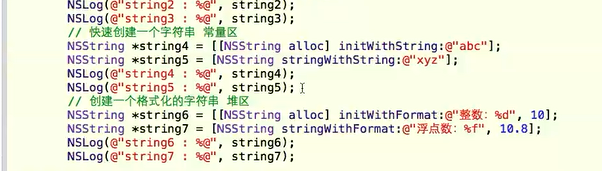 NSLog(@"string2 : %@", string2);
NSLog(@"string3 : %@", string3);
// 快速创建一个字符串 常量区
NSString *string4 = [[NSString alloc] initWithString:@"abc"];
NSString *string5 = [NSString stringWithString:@"xyz"];
NSLog(@"string4 : %@", string4);
NSLog(@"string5 : %@", string5);
// 创建一个格式化的字符串 堆区
NSString *string6 = [[NSString alloc] initWithFormat:@"整数: %d", 10];
NSString *string7 = [NSString stringWithFormat:@"浮点数: %f", 10.8];
NSLog(@"string6 : %@", string6);
NSLog(@"string7 : %@", string7);